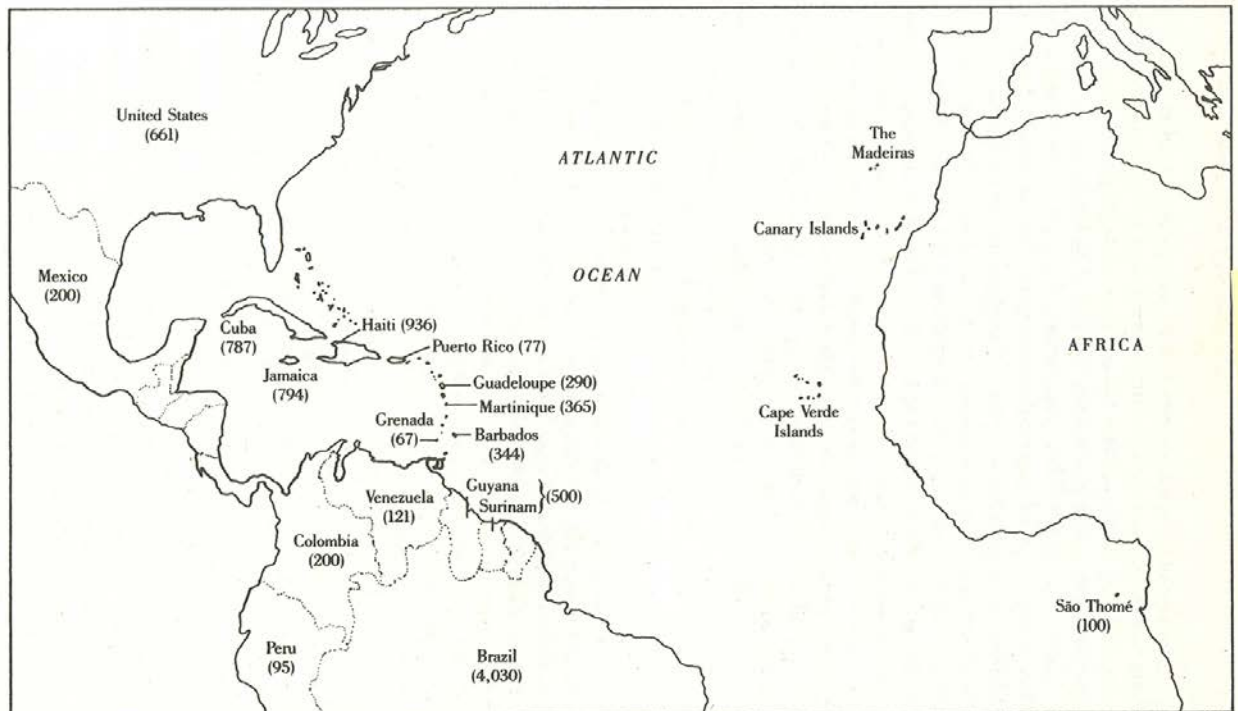 United States
(661)
ATLANTIC
The
Madeiras
Canary Islands
OCEAN
Mexico
(200)
Cuba
(787)
Haiti (936)
Puerto Rico (77)
AFRICA
Jamaica
(794)
Guadeloupe (290)
Martinique (365)
Cape Verde
Islands
Grenada
(67)
Barbados
(344)
Guyana
Surinam
(500)
Venezuela
(121)
Colombia
(200)
São Thomé
(100)
Peru
(95)
Brazil
(4,030)